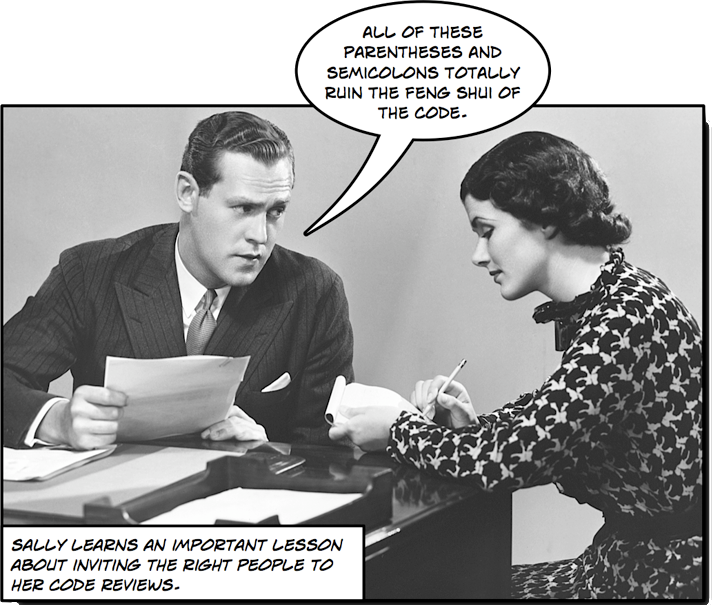 ALL OF THESE
PARENTHESES AND
SEMICOLONS TOTALLY
RUIN THE FENG SHUI OF
THE CODE.
SALLY LEARNS AN IMPORTANT LESSON
ABOUT INVITING THE RIGHT PEOPLE TO
HER CODE REVIEWS.